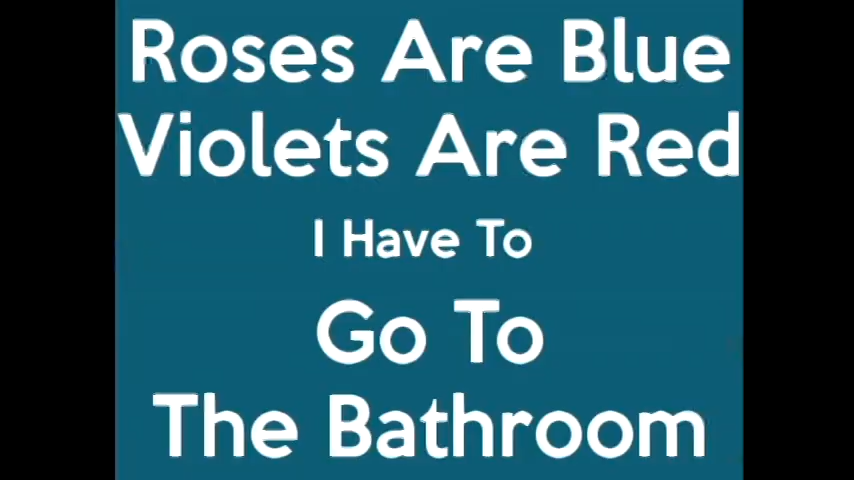 Roses Are Blue
Violets Are Red
I Have To
Go To
The Bathroom